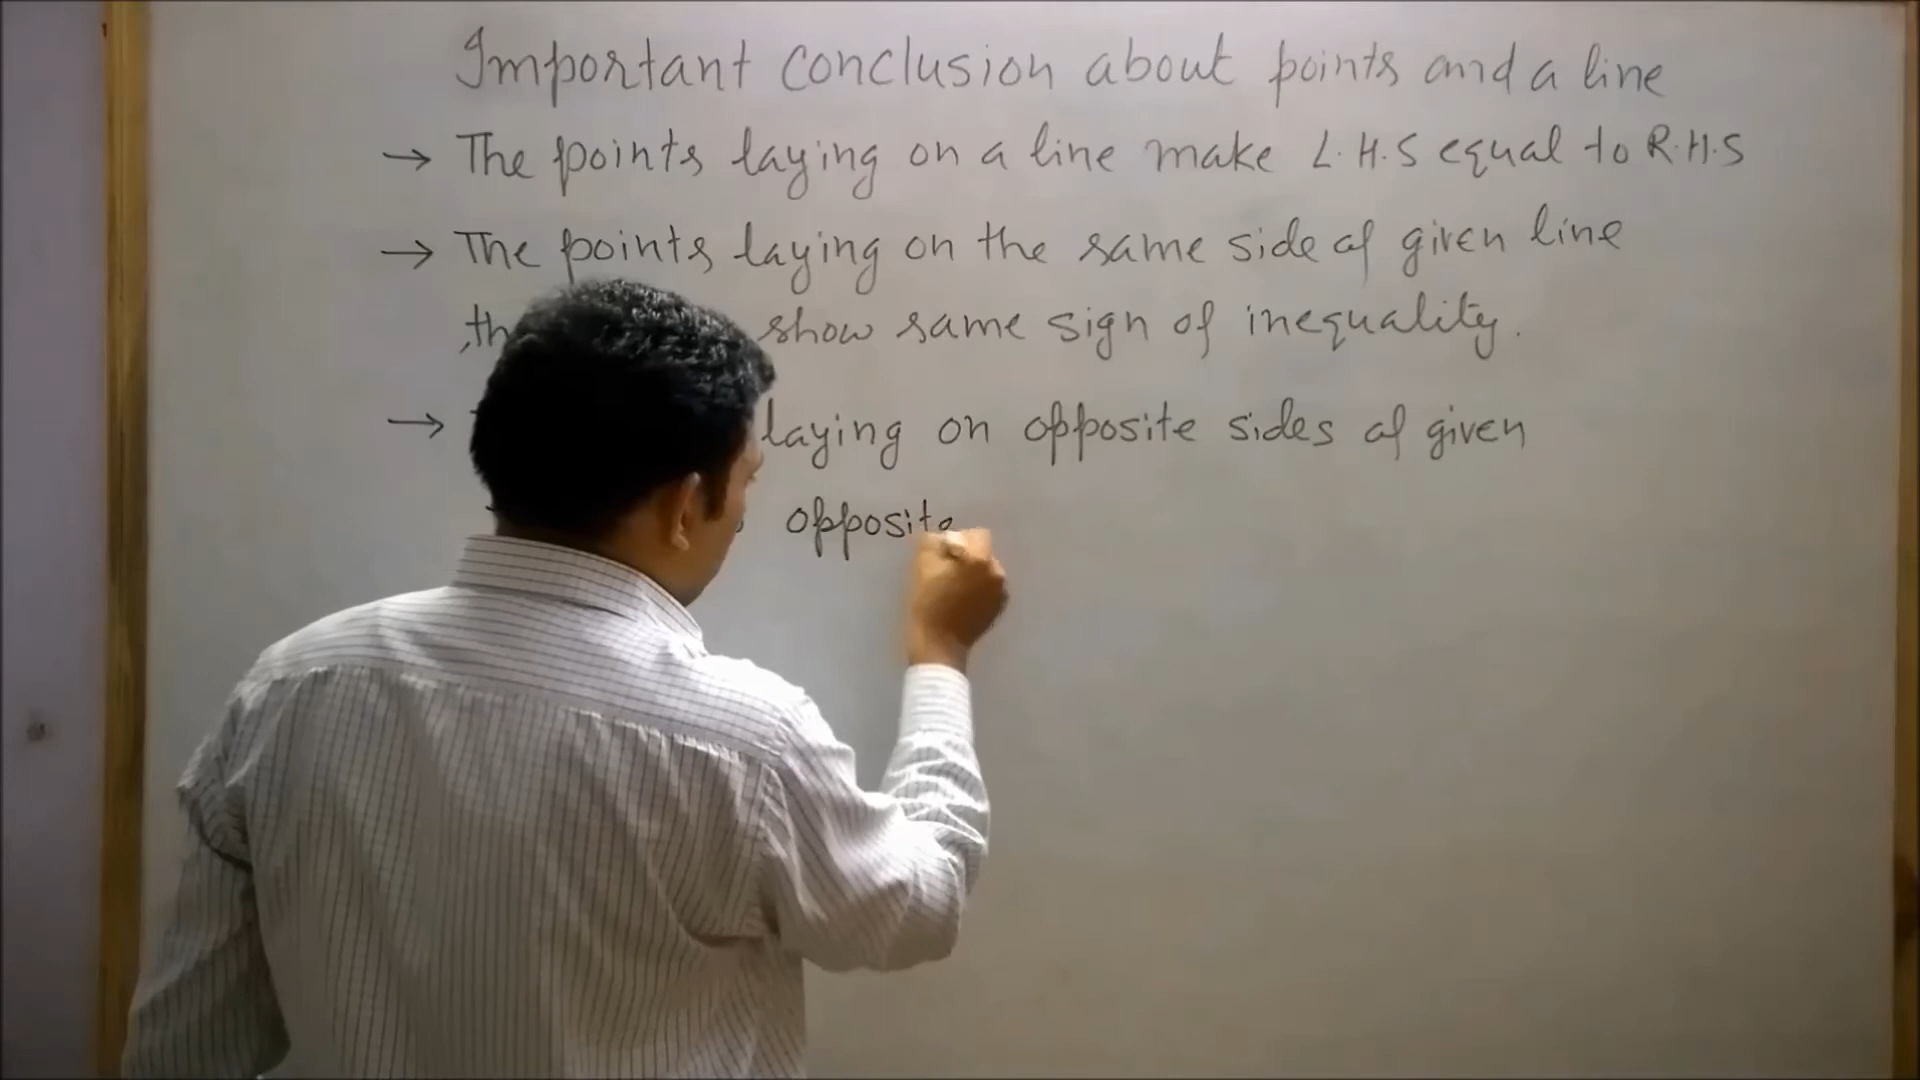 Important conclusion about points and a line
→ The points laying on a line make L.H.S equal to R.H.S
→ The points laying on the same side of given line
show same sign of inequality.
→ laying on opposite sides of given
opposite